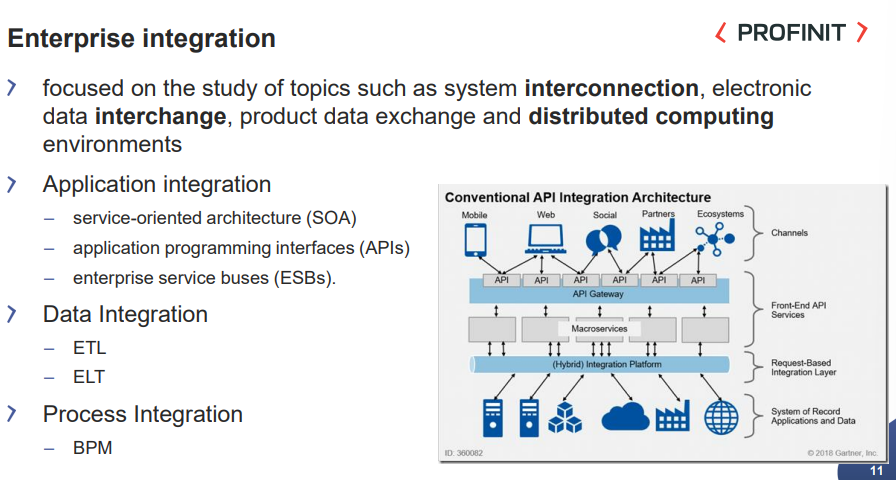 Enterprise integration
PROFINIT
focused on the study of topics such as system interconnection, electronic
data interchange, product data exchange and distributed computing
environments
Application integration
– service-oriented architecture (SOA)
– application programming interfaces (APIs)
– enterprise service buses (ESBs).
Data Integration
– ETL
– ELT
Process Integration
– BPM
Conventional API Integration Architecture
Mobile
Web
Social
Partners
Ecosystems
Channels
API
API
API
API
API
API
API Gateway
Front-End API
Services
Macroservices
(Hybrid) Integration Platform
Request-Based
Integration Layer
System of Record
Applications and Data
ID: 360082
© 2018 Gartner, Inc.
11